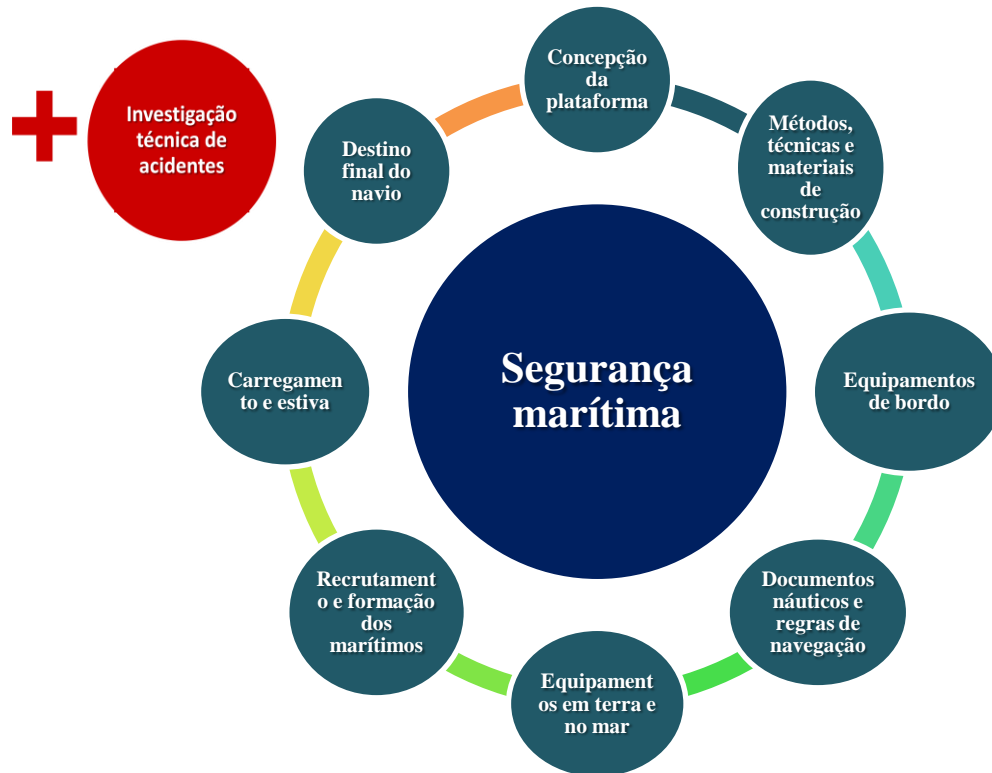 Investigação
técnica de
acidentes
Concepção
da
plataforma
Métodos,
técnicas e
materiais
de
construção
Equipamentos
de bordo
Documentos
náuticos e
regras de
navegação
Equipament
os em terra e
no mar
Recrutament
o e formação
dos
marítimos
Carregamen
to e estiva
Destino
final do
navio
Segurança
marítima